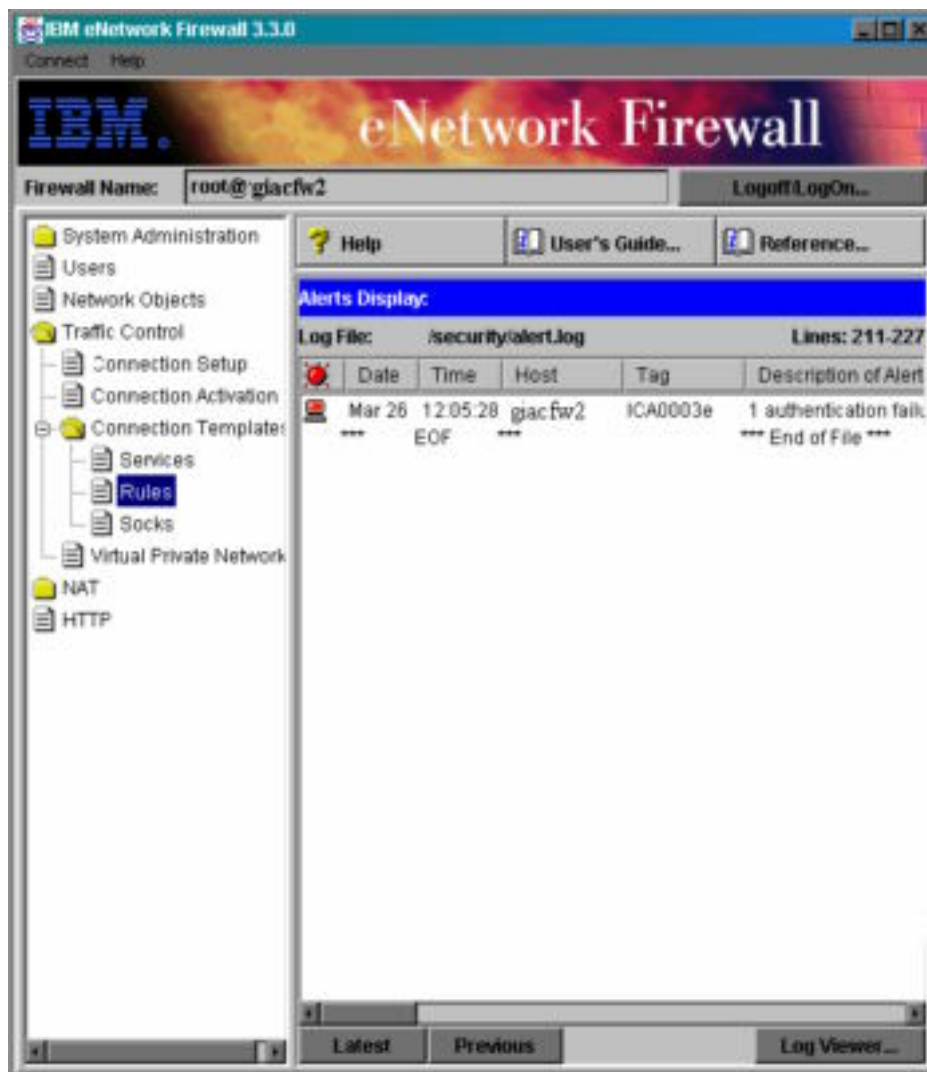 IBM eNetwork Firewall 3.3.0
Connect Help
IBM. eNetwork Firewall
Firewall Name: root@giacfw2 Logoff/LogOn...
System Administration
Users
Network Objects
Traffic Control
Connection Setup
Connection Activation
Connection Templates
Services
Rules
Socks
Virtual Private Network
NAT
HTTP
Help User's Guide... Reference...
Alerts Display:
Log File: /security/alert.log Lines: 211-227
Date Time Host Tag Description of Alert
Mar 26 12:05:28 giacfw2 ICA0003e 1 authentication failu
*** EOF *** *** End of File ***
Latest Previous Log Viewer...